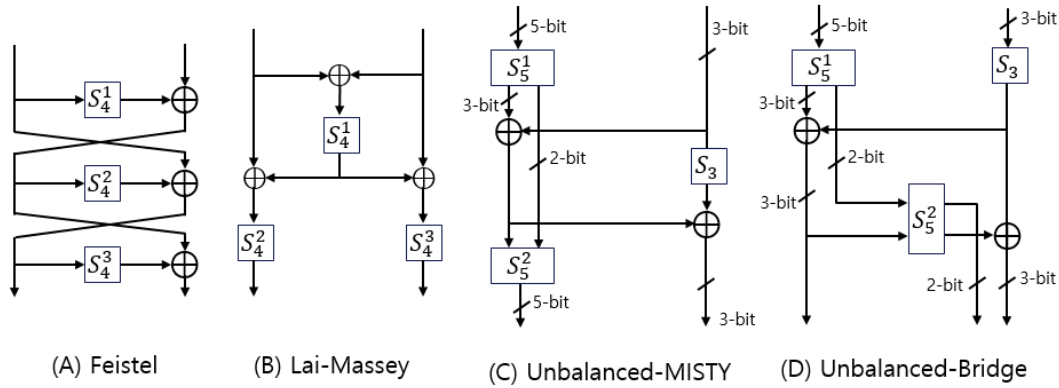 5-bit
3-bit
5-bit
3-bit
S_5^1
S_5^1
S_3
S_4^1
3-bit
3-bit
S_4^1
2-bit
2-bit
S_3
S_4^2
3-bit
S_5^2
S_4^2
S_4^3
S_5^2
S_4^3
2-bit
3-bit
5-bit
3-bit
(A) Feistel
(B) Lai-Massey
(C) Unbalanced-MISTY
(D) Unbalanced-Bridge